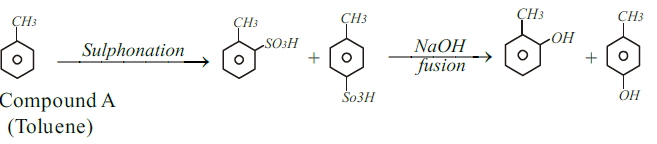 CH3
Sulphonation
CH3
SO3H
+
CH3
So3H
NaOH
fusion
CH3
OH
+
CH3
OH
Compound A
(Toluene)